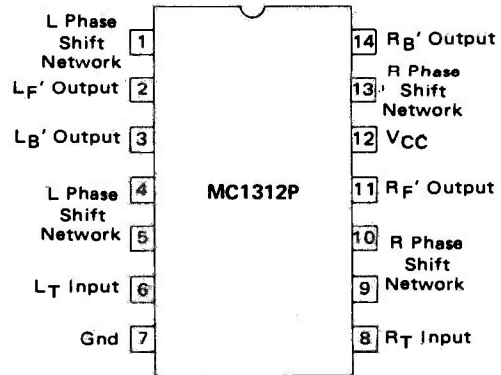 L Phase
Shift
Network
1
LF' Output
2
LB' Output
3
L Phase
Shift
Network
4
5
LT Input
6
Gnd
7
MC1312P
14
RB' Output
13
R Phase
Shift
Network
12
VCC
11
RF' Output
10
R Phase
Shift
Network
9
8
RT Input